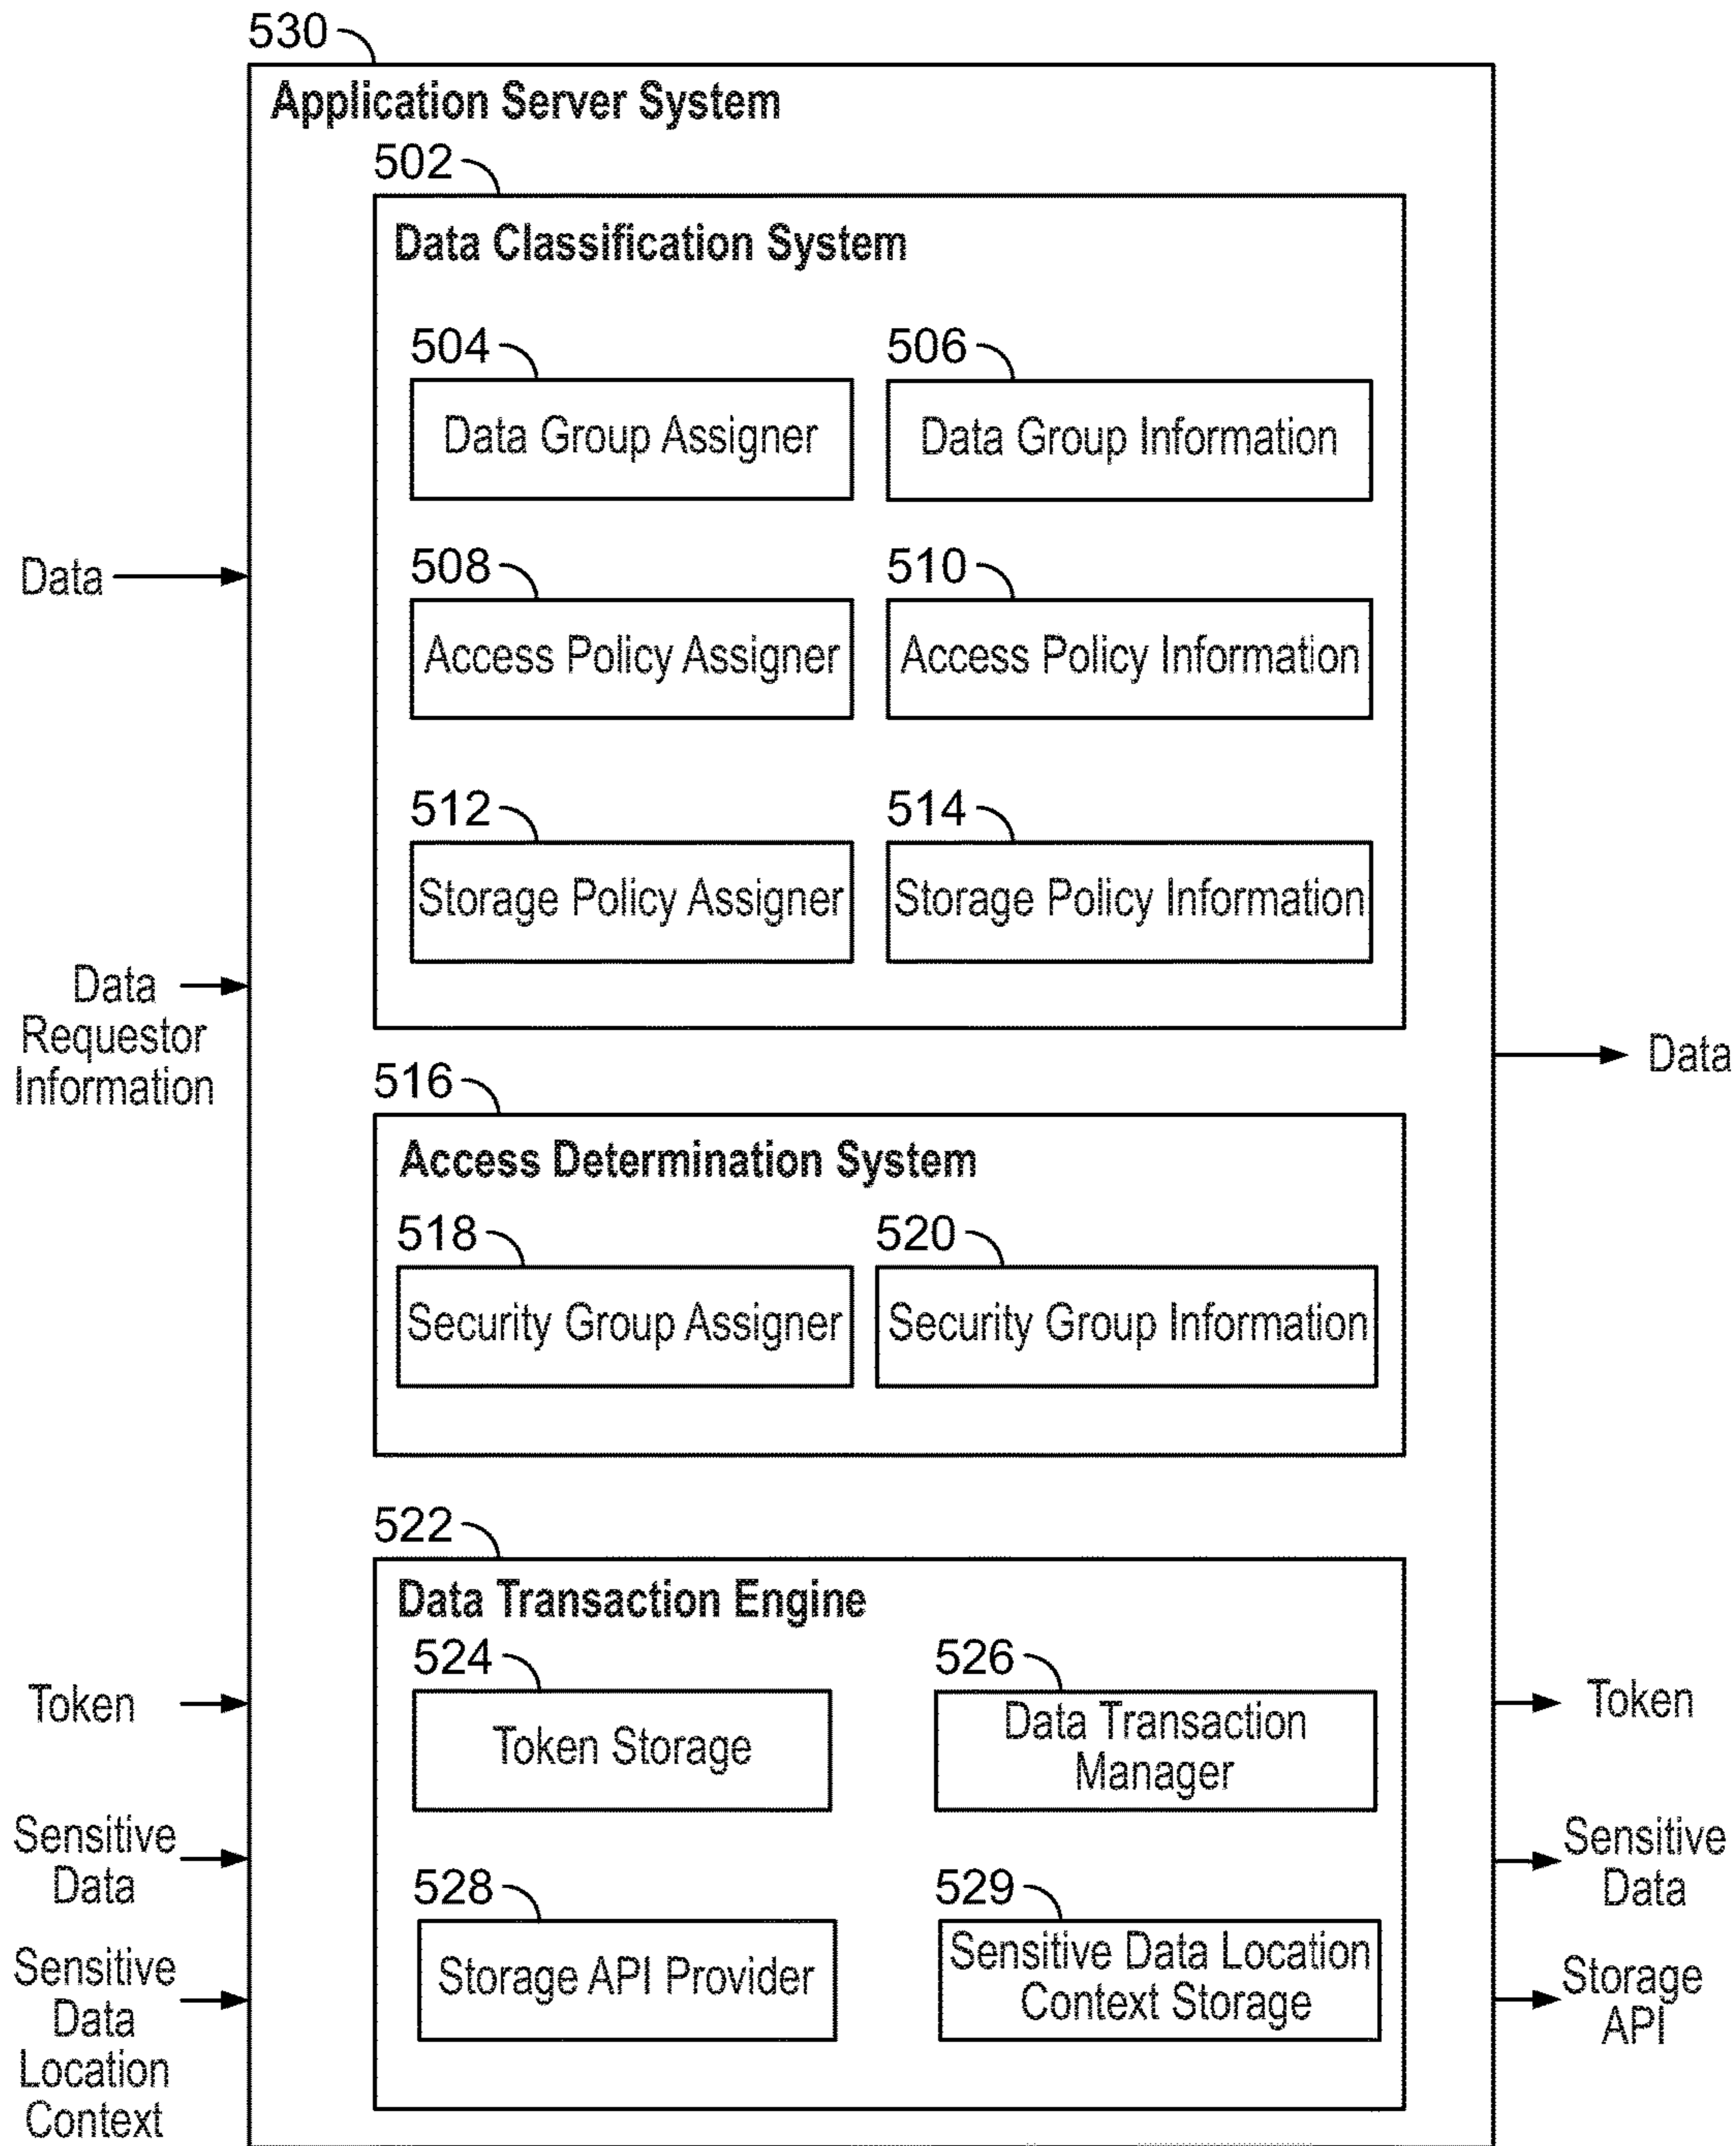 530
Application Server System
502
Data Classification System
504
506
Data Group Assigner
Data Group Information
Data
508
510
Access Policy Assigner
Access Policy Information
512
514
Storage Policy Assigner
Storage Policy Information
Data
Requestor
Information
Data
516
Access Determination System
518
520
Security Group Assigner
Security Group Information
522
Data Transaction Engine
524
526
Token
Token Storage
Data Transaction
Manager
Token
Sensitive
Data
Sensitive
Data
528
529
Storage API Provider
Sensitive Data Location
Context Storage
Sensitive
Data
Location
Context
Storage
API